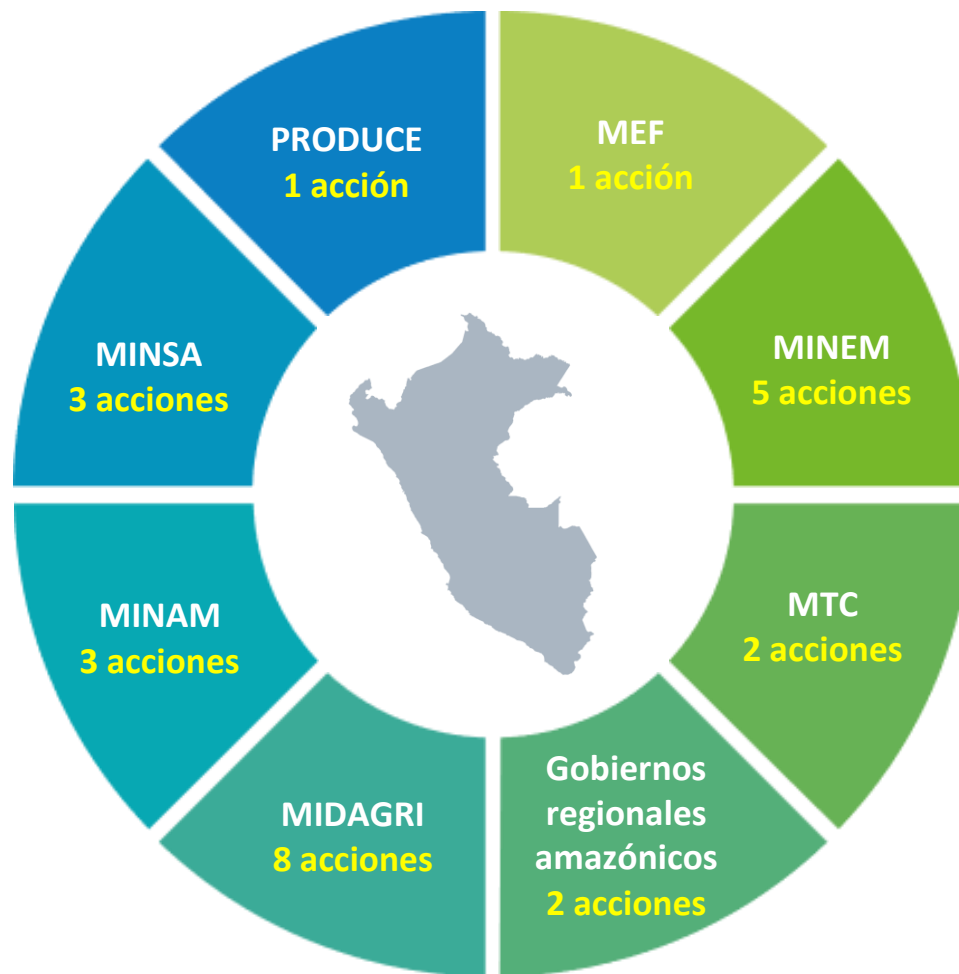 PRODUCE
1 acción
MEF
1 acción
MINSA
3 acciones
MINEM
5 acciones
MINAM
3 acciones
MTC
2 acciones
MIDAGRI
8 acciones
Gobiernos
regionales
amazónicos
2 acciones